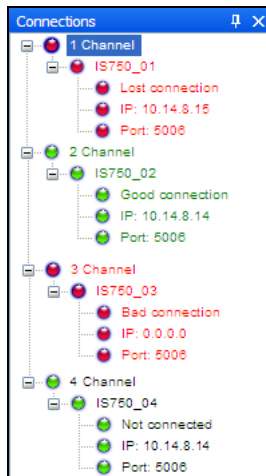 Connections
1 Channel
IS750_01
Lost connection
IP: 10.14.8.15
Port: 5006
2 Channel
IS750_02
Good connection
IP: 10.14.8.14
Port: 5006
3 Channel
IS750_03
Bad connection
IP: 0.0.0.0
Port: 5006
4 Channel
IS750_04
Not connected
IP: 10.14.8.14
Port: 5006